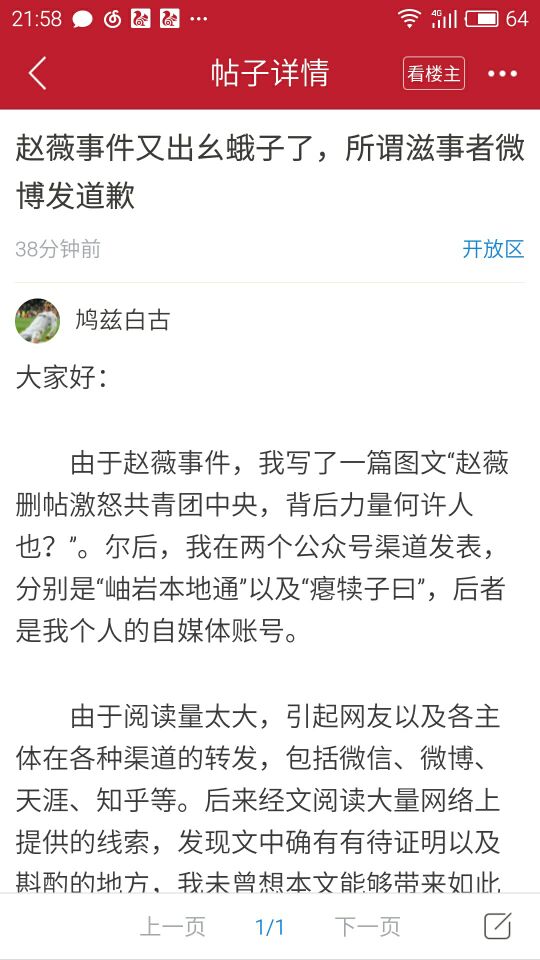 21:58
4G
64
帖子详情
看楼主
赵薇事件又出幺蛾子了，所谓滋事者微
博发道歉
38分钟前
开放区
鸠兹白古
大家好：
由于赵薇事件，我写了一篇图文“赵薇
删帖激怒共青团中央，背后力量何许人
也？”。尔后，我在两个公众号渠道发表，
分别是“岫岩本地通”以及“瘪犊子曰”，后者
是我个人的自媒体账号。
由于阅读量太大，引起网友以及各主
体在各种渠道的转发，包括微信、微博、
天涯、知乎等。后来经文阅读大量网络上
提供的线索，发现文中确有有待证明以及
斟酌的地方，我未曾想本文能够带来如此
上一页
1/1
下一页